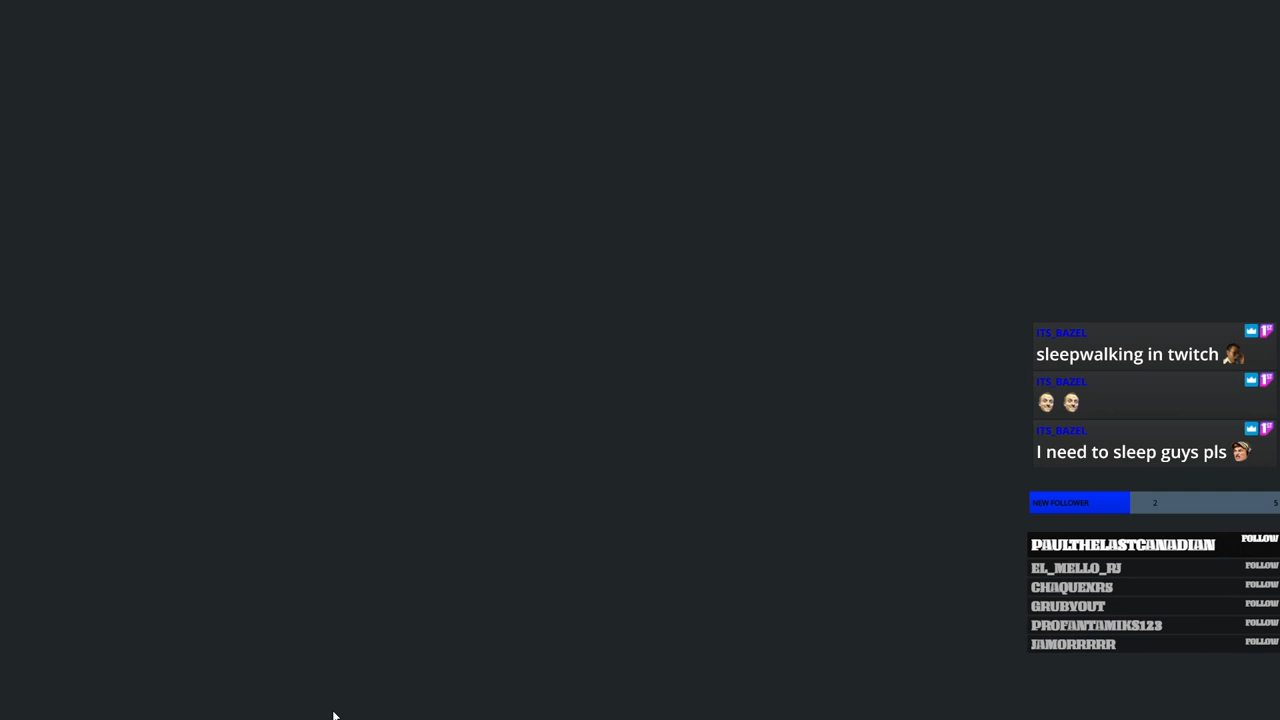 ITS_BAZEL
sleepwalking in twitch
ITS_BAZEL
ITS_BAZEL
I need to sleep guys pls
NEW FOLLOWER 2 5
PAULTHELASTCANADIAN FOLLOW
EL_MELLO_RJ FOLLOW
CHAQUEXRS FOLLOW
GRUBYOUT FOLLOW
PROFANTAMIKS123 FOLLOW
JAMORRRRR FOLLOW